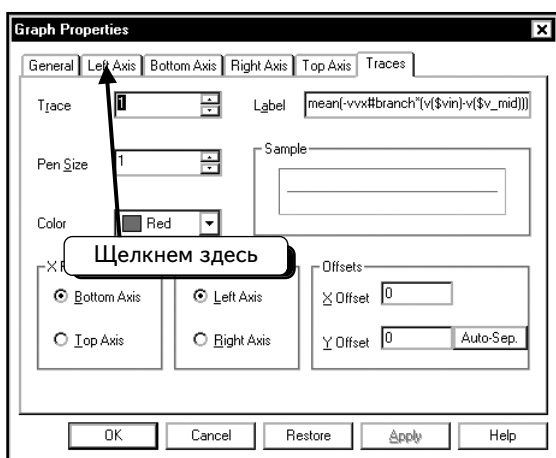 Graph Properties
General Left Axis Bottom Axis Right Axis Top Axis Traces
Trace 1 Label mean(-vvx#branch*(v($vin)-v($v_mid)))
Pen Size 1 Sample
Color Red
Щелкнем здесь
X Offsets
Bottom Axis Left Axis X Offset 0
Top Axis Right Axis Y Offset 0 Auto-Sep.
OK Cancel Restore Apply Help